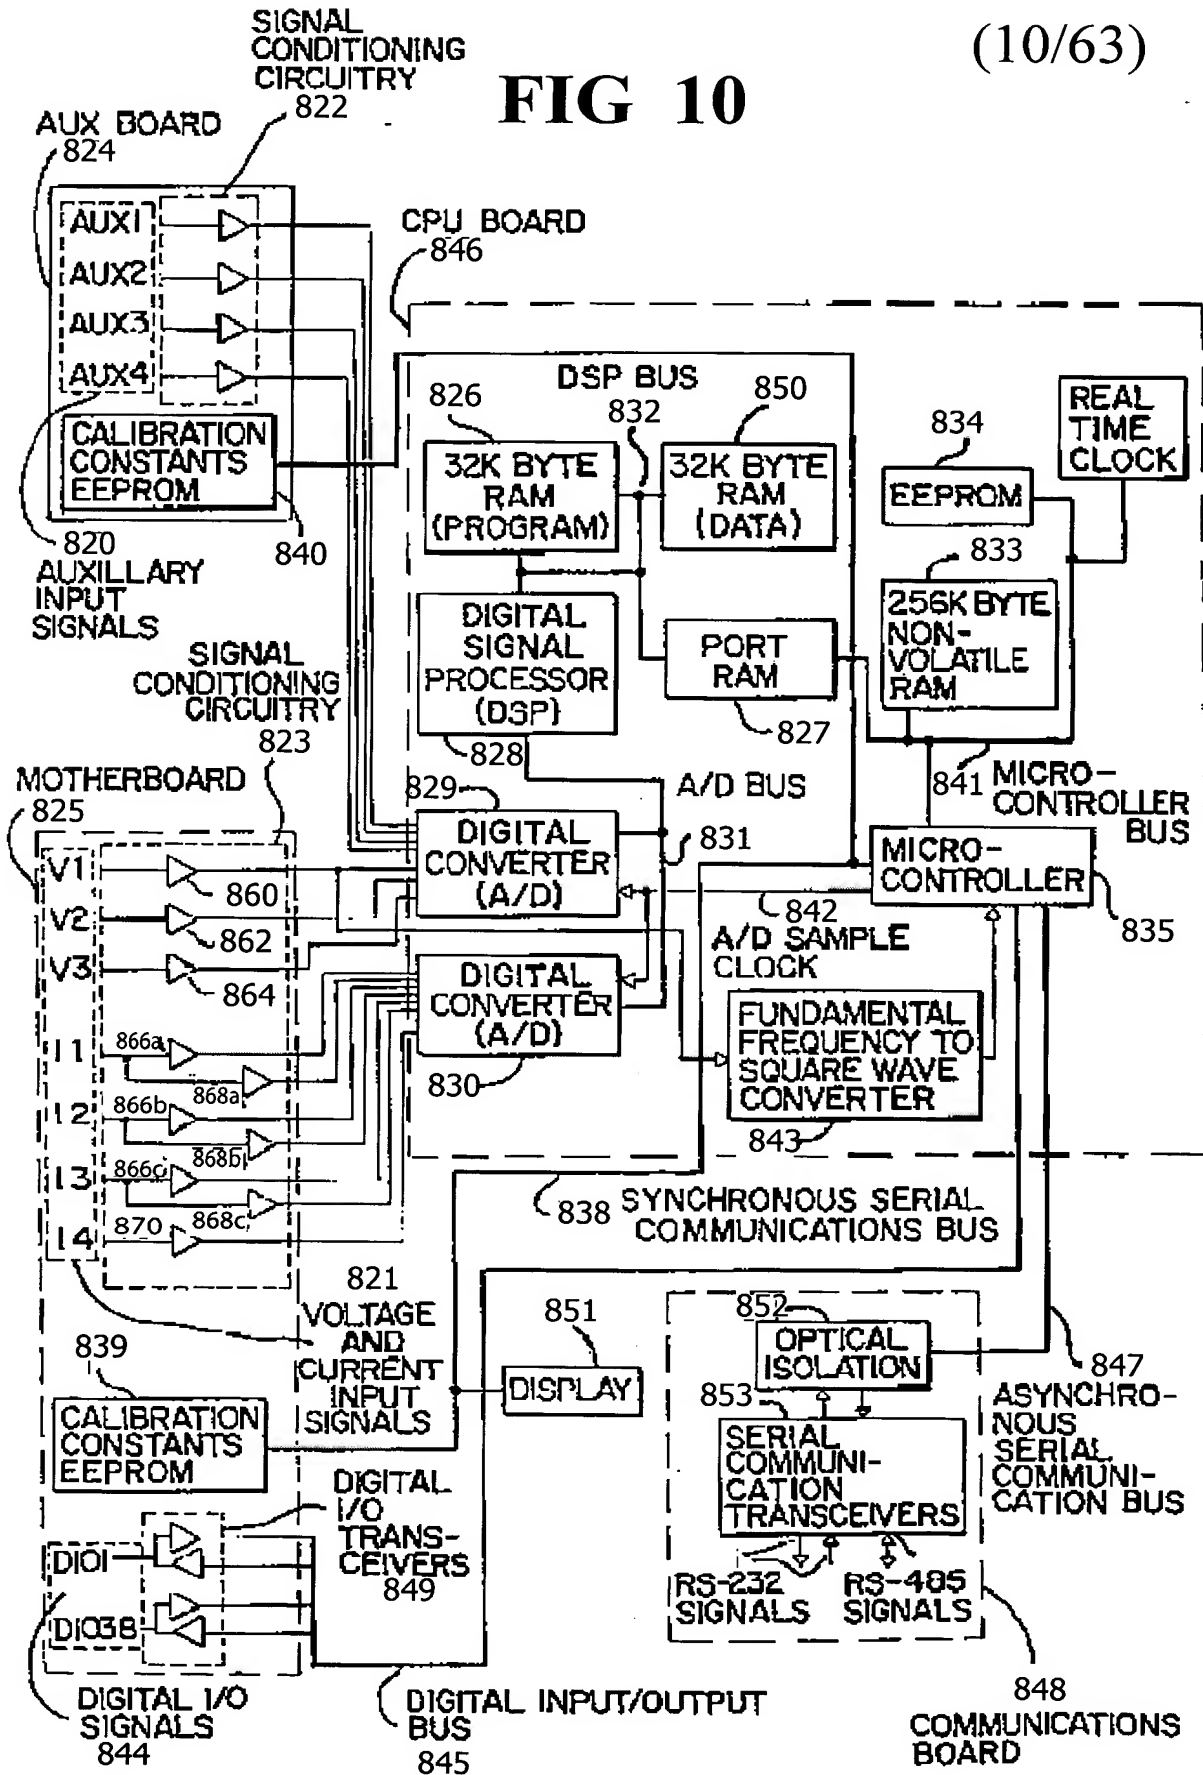 (10/63)
FIG 10
SIGNAL
CONDITIONING
CIRCUITRY
822
AUX BOARD
824
AUX1
AUX2
AUX3
AUX4
CALIBRATION
CONSTANTS
EEPROM
820
AUXILLARY
INPUT
SIGNALS
840
CPU BOARD
846
DSP BUS
826
832
850
32K BYTE
RAM
(PROGRAM)
32K BYTE
RAM
(DATA)
834
EEPROM
REAL
TIME
CLOCK
833
256K BYTE
NON-
VOLATILE
RAM
DIGITAL
SIGNAL
PROCESSOR
(DSP)
828
PORT
RAM
827
841
MICRO-
CONTROLLER
BUS
SIGNAL
CONDITIONING
CIRCUITRY
823
MOTHERBOARD
825
829
A/D BUS
831
DIGITAL
CONVERTER
(A/D)
MICRO-
CONTROLLER
835
842
A/D SAMPLE
CLOCK
V1
860
V2
862
V3
864
DIGITAL
CONVERTER
(A/D)
830
FUNDAMENTAL
FREQUENCY TO
SQUARE WAVE
CONVERTER
843
I1
866a
868a
I2
866b
868b
I3
866c
868c
I4
870
838
SYNCHRONOUS SERIAL
COMMUNICATIONS BUS
821
VOLTAGE
AND
CURRENT
INPUT
SIGNALS
839
CALIBRATION
CONSTANTS
EEPROM
851
DISPLAY
852
OPTICAL
ISOLATION
853
SERIAL
COMMUNI-
CATION
TRANSCEIVERS
847
ASYNCHRO-
NOUS
SERIAL
COMMUNI-
CATION BUS
DIGITAL
I/O
TRANS-
CEIVERS
849
RS-232
SIGNALS
RS-485
SIGNALS
DIO1
DIO38
DIGITAL I/O
SIGNALS
844
DIGITAL INPUT/OUTPUT
BUS
845
848
COMMUNICATIONS
BOARD